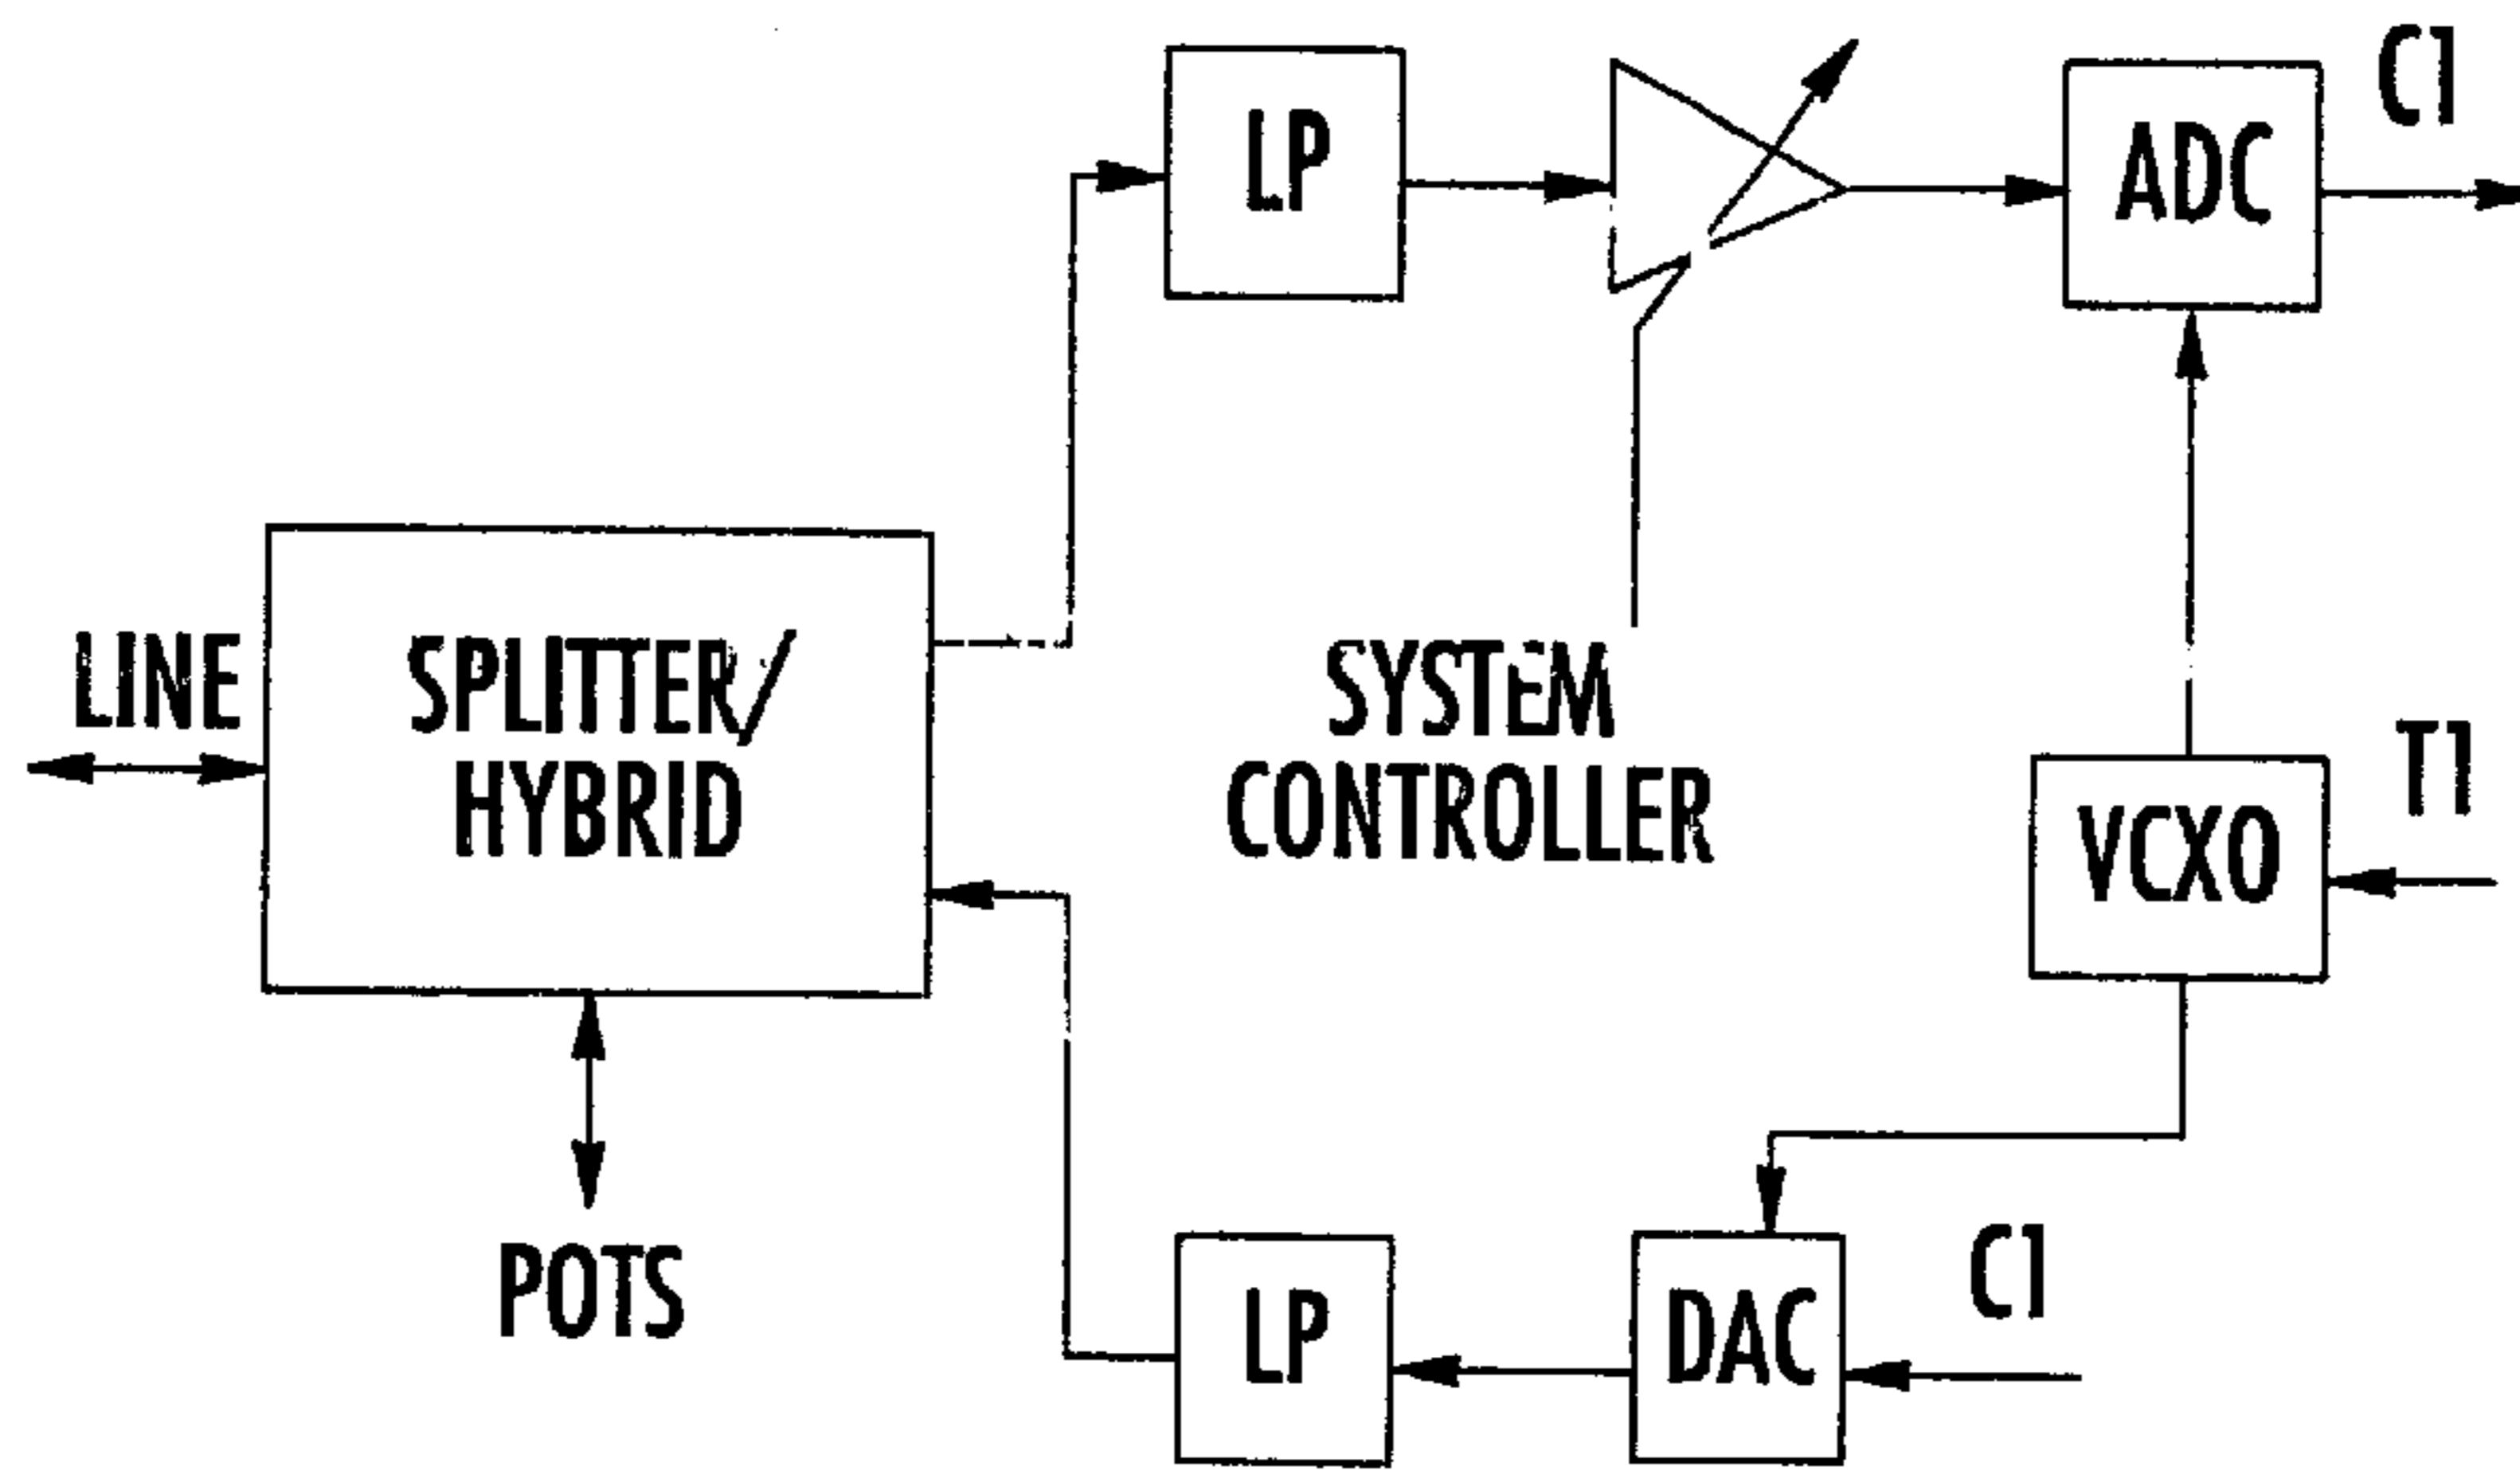 C1
LP
ADC
LINE
SPLITTER/
HYBRID
SYSTEM
CONTROLLER
T1
VCXO
POTS
C1
LP
DAC